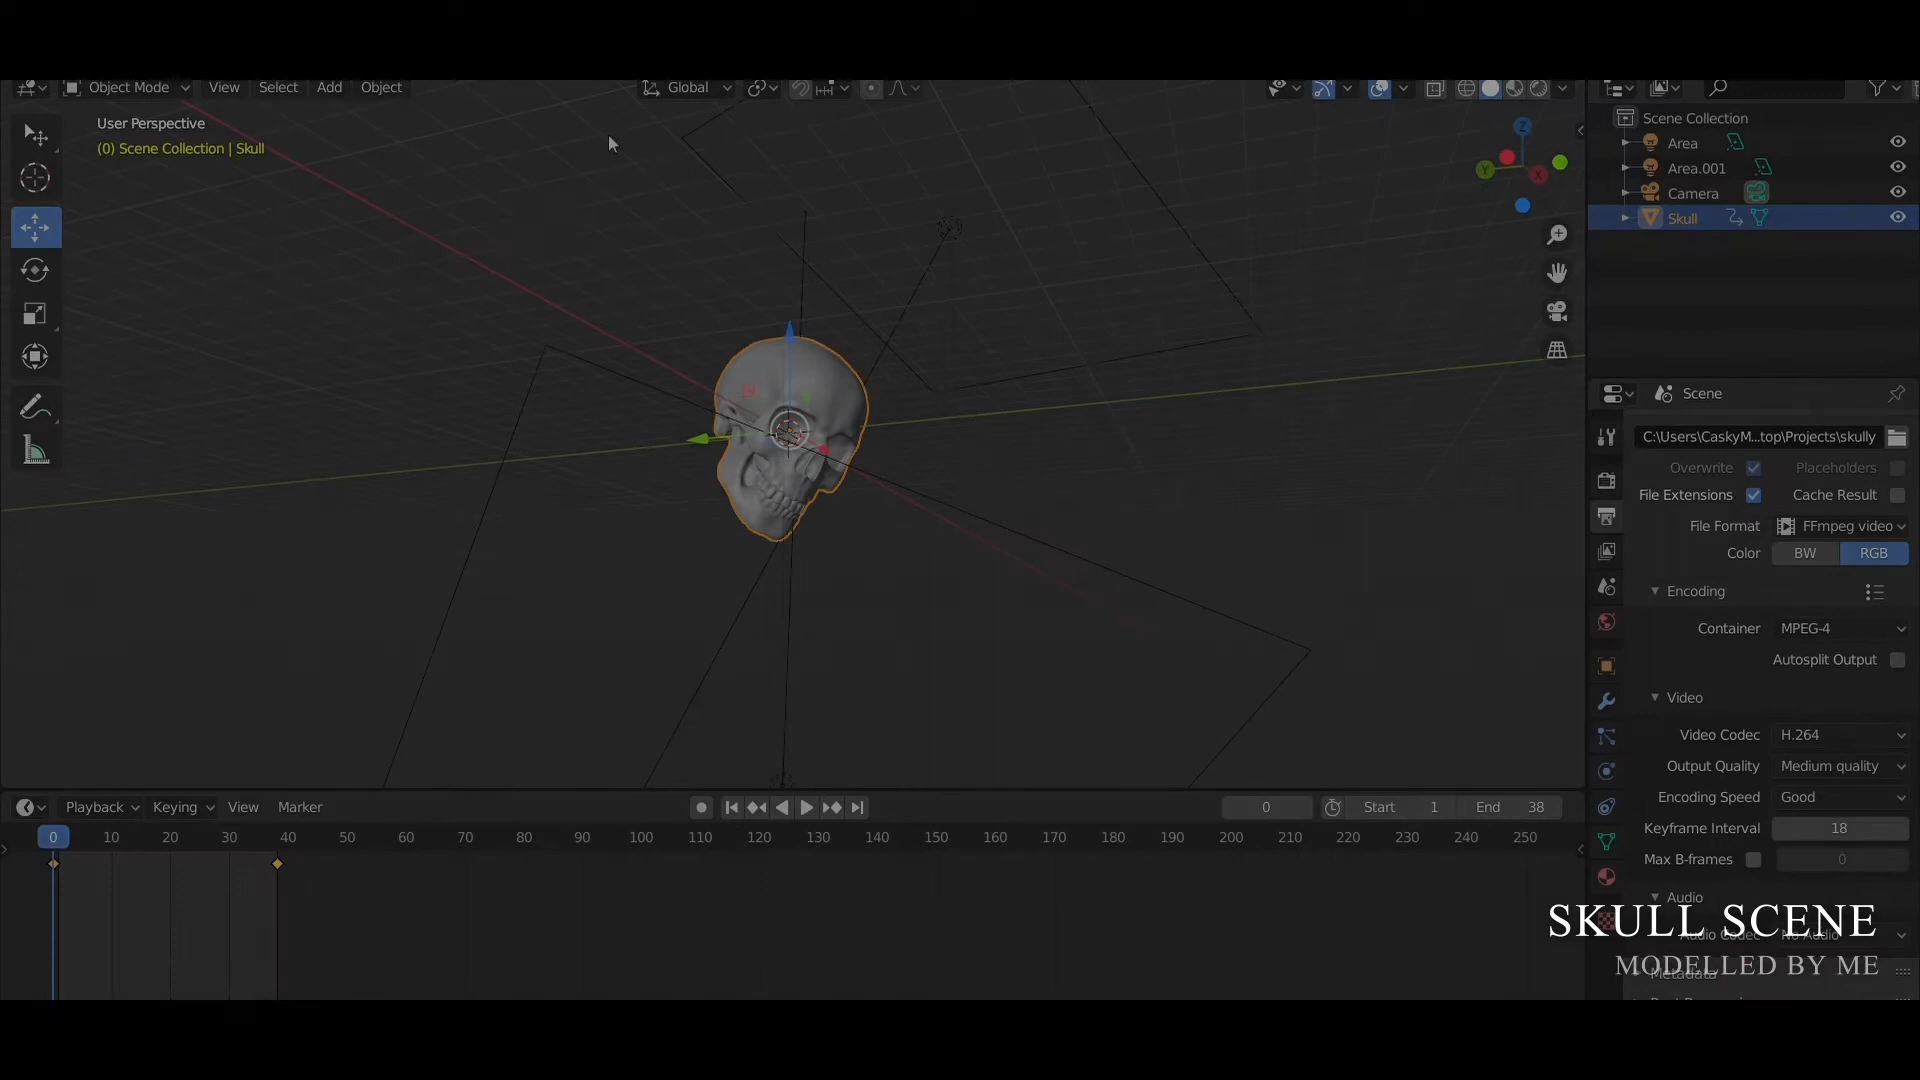 Object Mode View Select Add Object Global
User Perspective
(0) Scene Collection | Skull
Z
Y
X
Scene Collection
Area
Area.001
Camera
Skull
Scene
C:\Users\CaskyM...top\Projects\skully
Overwrite Placeholders
File Extensions Cache Result
File Format FFmpeg video
Color BW RGB
Encoding
Container MPEG-4
Autosplit Output
Video
Video Codec H.264
Output Quality Medium quality
Encoding Speed Good
Keyframe Interval 18
Max B-frames 0
Audio
Audio Codec No Audio
Metadata
Playback Keying View Marker 0 Start 1 End 38
0 10 20 30 40 50 60 70 80 90 100 110 120 130 140 150 160 170 180 190 200 210 220 230 240 250
SKULL SCENE
MODELLED BY ME